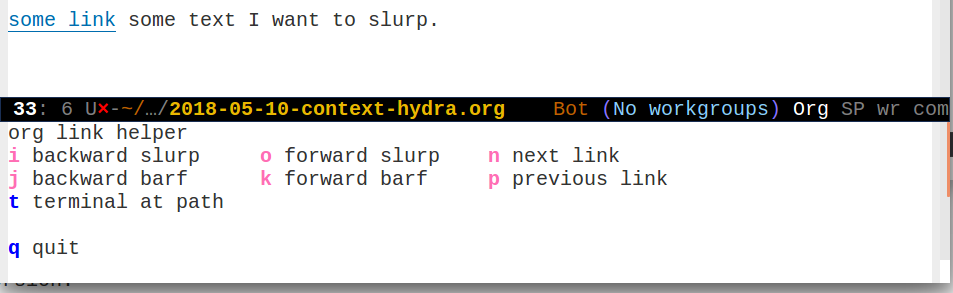 some link some text I want to slurp.
33: 6 U×-~/…/2018-05-10-context-hydra.org Bot (No workgroups) Org SP wr com
org link helper
i backward slurp o forward slurp n next link
j backward barf k forward barf p previous link
t terminal at path
q quit